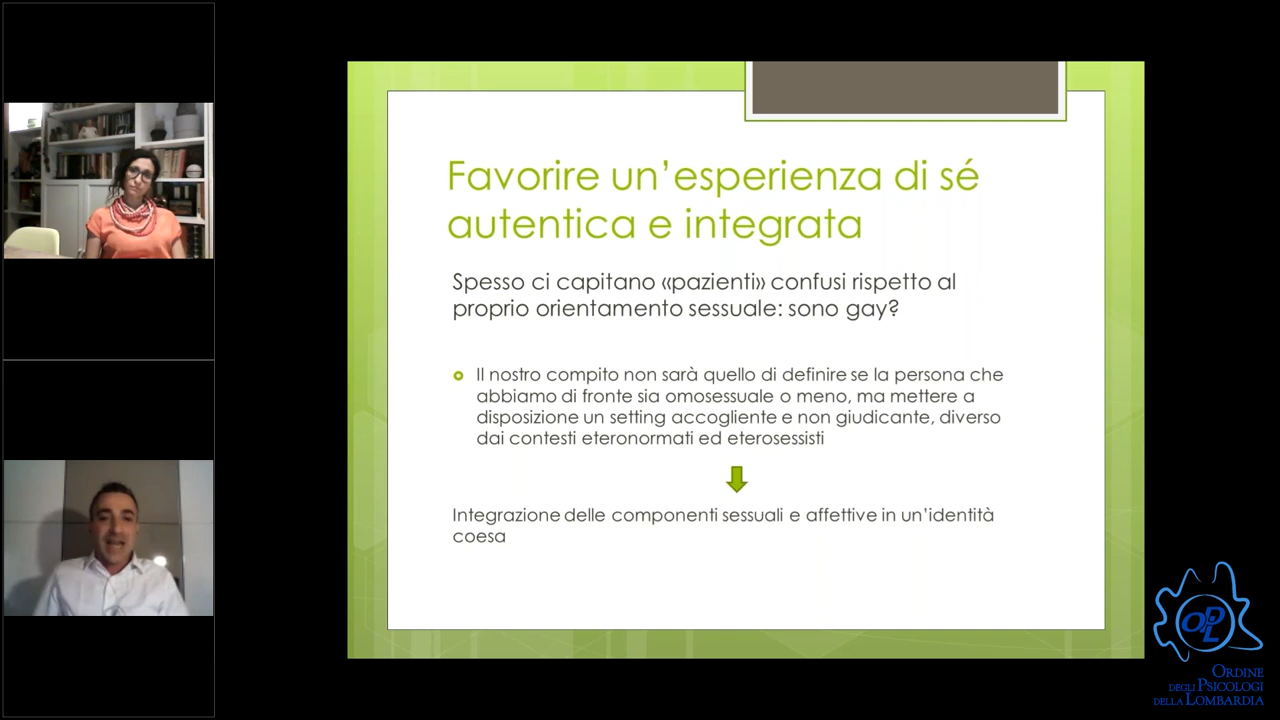 Favorire un'esperienza di sé
autentica e integrata
Spesso ci capitano «pazienti» confusi rispetto al
proprio orientamento sessuale: sono gay?
Il nostro compito non sarà quello di definire se la persona che
abbiamo di fronte sia omosessuale o meno, ma mettere a
disposizione un setting accogliente e non giudicante, diverso
dai contesti eteronormati ed eterosessisti
Integrazione delle componenti sessuali e affettive in un'identità
coesa
OPL
ORDINE
DEGLI PSICOLOGI
DELLA LOMBARDIA